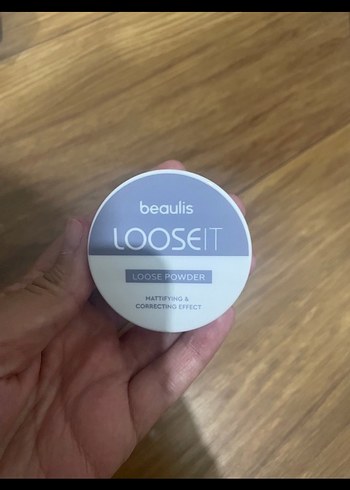 beaulis
LOOSEIT
LOOSE POWDER
MATTIFYING &
CORRECTING EFFECT